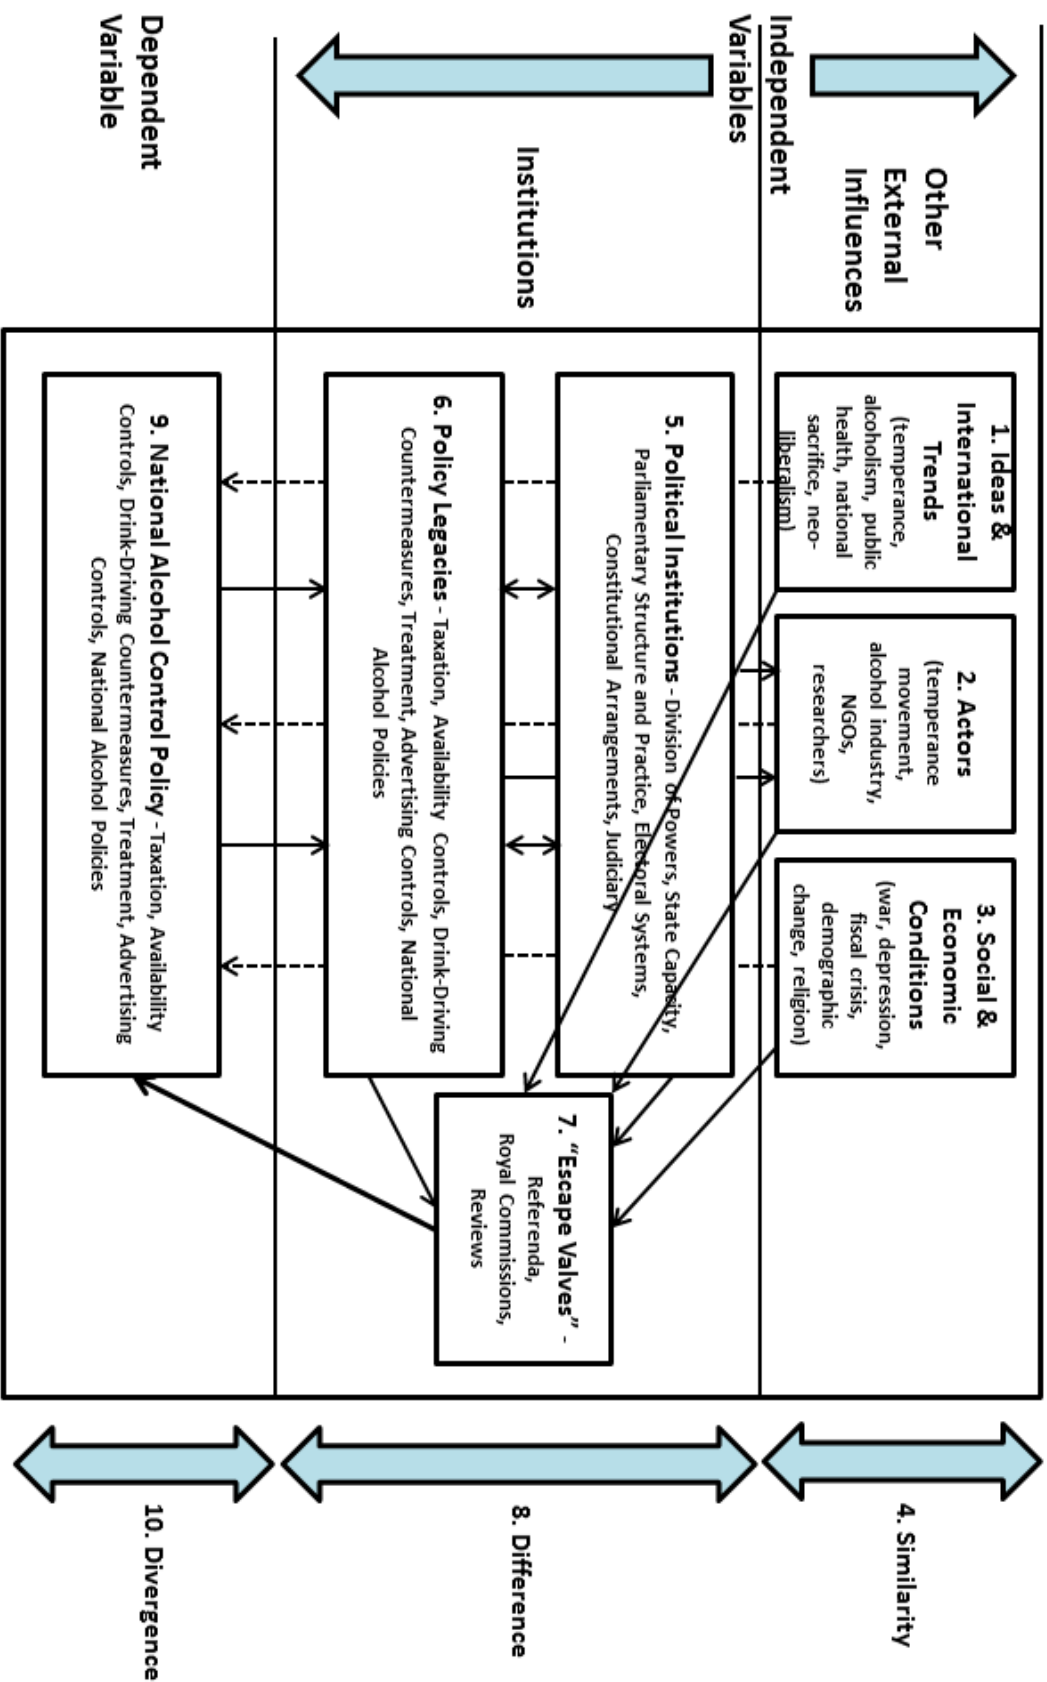 Other
External
Influences
Independent
Variables
Institutions
Dependent
Variable
1. Ideas &
International
Trends
(temperance,
alcoholism, public
health, national
sacrifice, neo-
liberalism)
2. Actors
(temperance
movement,
alcohol industry,
NGOs,
researchers)
3. Social &
Economic
Conditions
(war, depression,
fiscal crisis,
demographic
change, religion)
4. Similarity
5. Political Institutions - Division of Powers, State Capacity,
Parliamentary Structure and Practice, Electoral Systems,
Constitutional Arrangements, Judiciary
6. Policy Legacies - Taxation, Availability Controls, Drink-Driving
Countermeasures, Treatment, Advertising Controls, National
Alcohol Policies
7. “Escape Valves” -
Referenda,
Royal Commissions,
Reviews
8. Difference
9. National Alcohol Control Policy - Taxation, Availability
Controls, Drink-Driving Countermeasures, Treatment, Advertising
Controls, National Alcohol Policies
10. Divergence